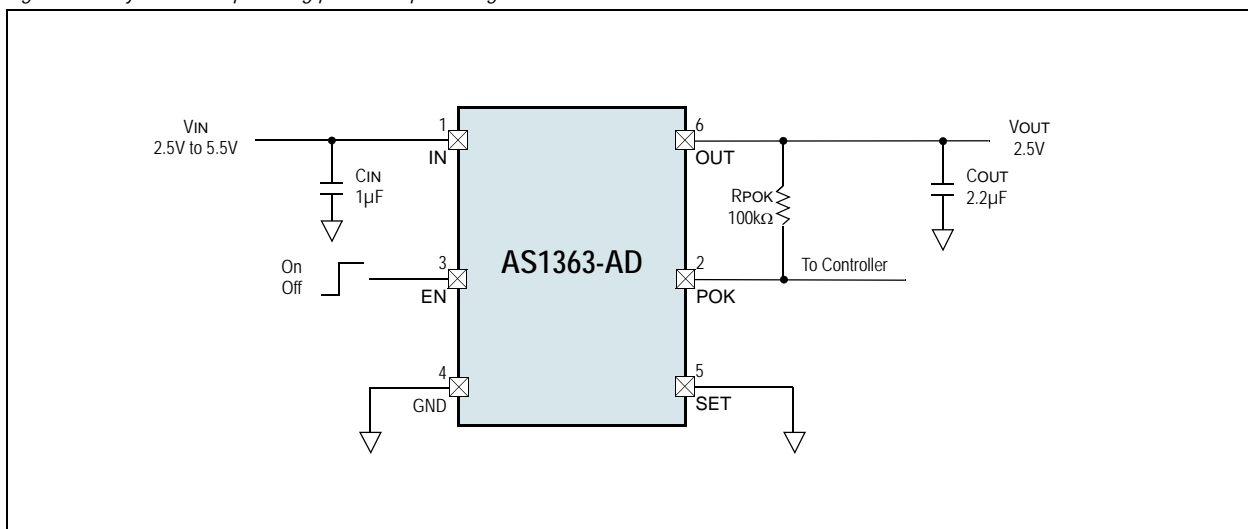 VIN
2.5V to 5.5V
CIN
1µF
1
IN
On
Off
3
EN
4
GND
AS1363-AD
6
OUT
RPOK
100kΩ
2
POK
To Controller
5
SET
VOUT
2.5V
COUT
2.2µF